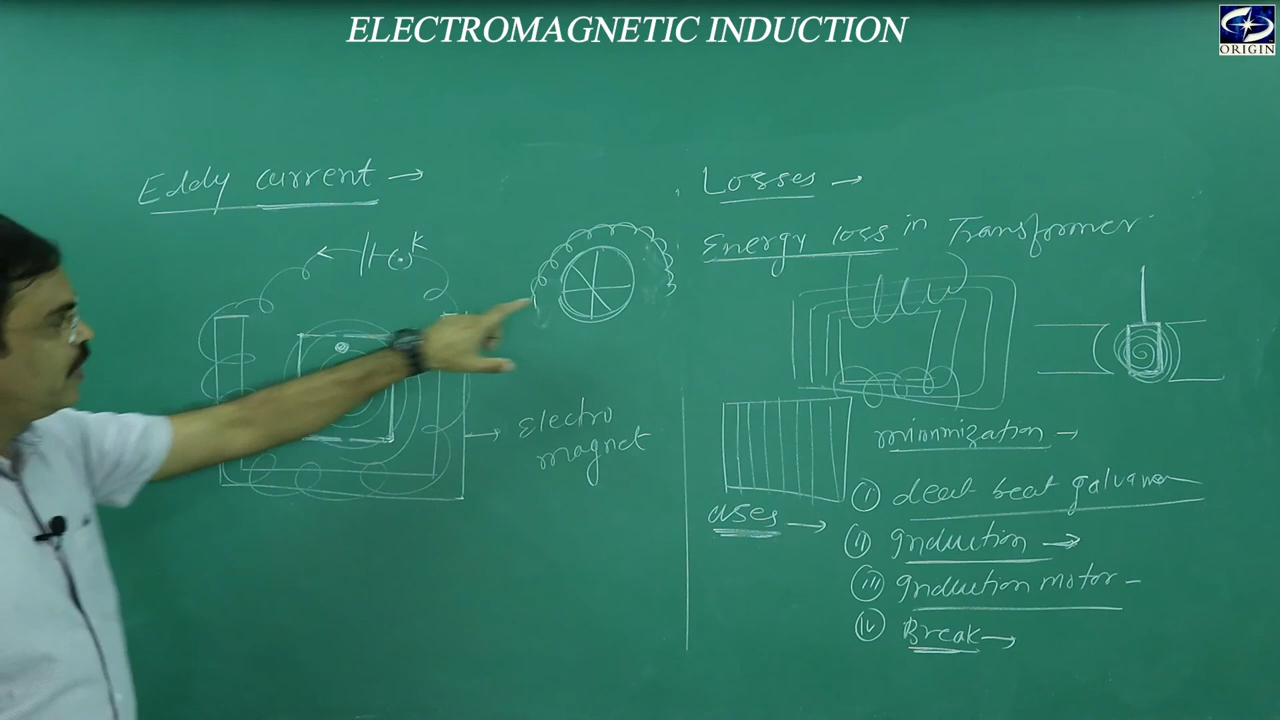 ELECTROMAGNETIC INDUCTION
ORIGIN
Eddy current →
K
Electro
magnet
Losses →
Energy loss in Transformer
minimization →
uses →
(i) dead beat galvano
(ii) Induction →
(iii) Induction motor -
(iv) Break →